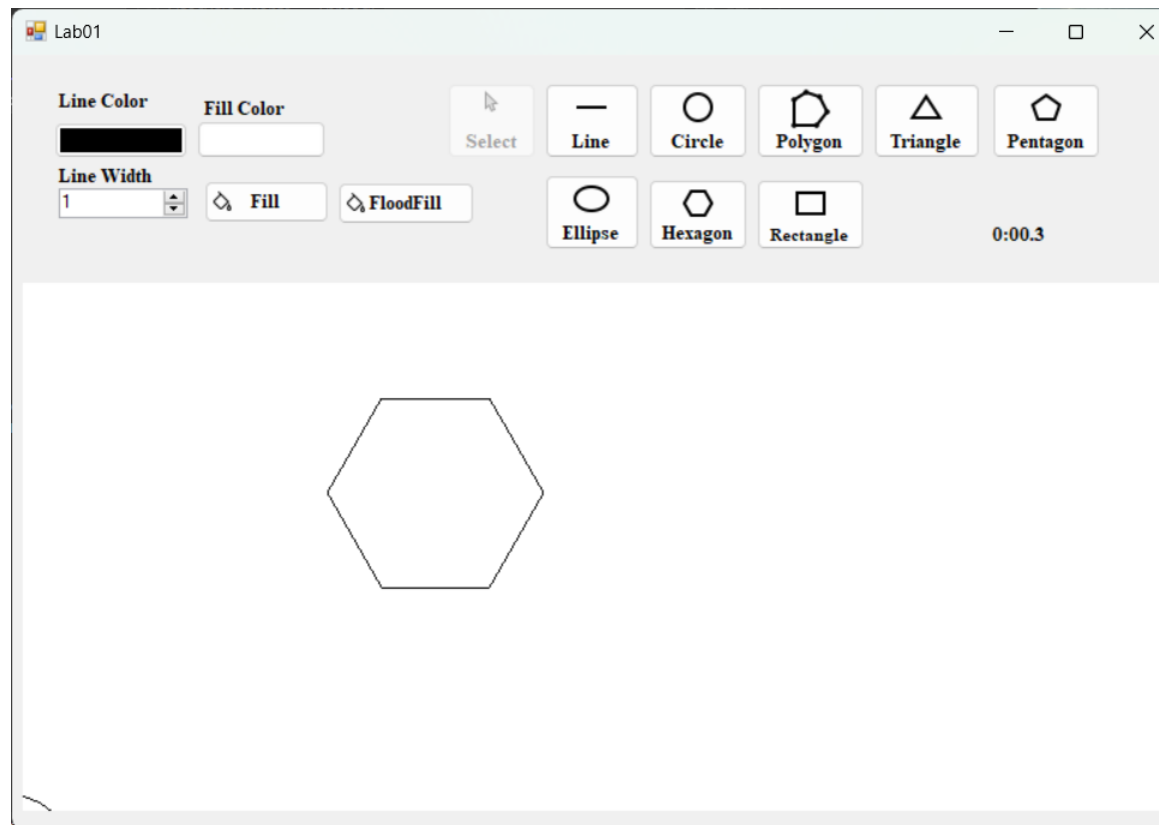 Lab01
Line Color
Fill Color
Select
Line
Circle
Polygon
Triangle
Pentagon
Line Width
1
Fill
FloodFill
Ellipse
Hexagon
Rectangle
0:00.3